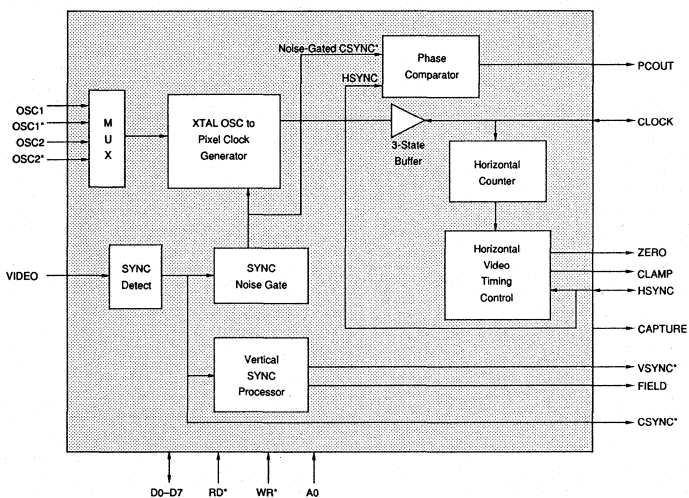 Noise-Gated CSYNC*
HSYNC
Phase
Comparator
PCOUT
OSC1
OSC1*
OSC2
OSC2*
M
U
X
XTAL OSC to
Pixel Clock
Generator
3-State
Buffer
CLOCK
Horizontal
Counter
VIDEO
SYNC
Detect
SYNC
Noise Gate
Horizontal
Video
Timing
Control
ZERO
CLAMP
HSYNC
CAPTURE
Vertical
SYNC
Processor
VSYNC*
FIELD
CSYNC*
D0–D7
RD*
WR*
A0